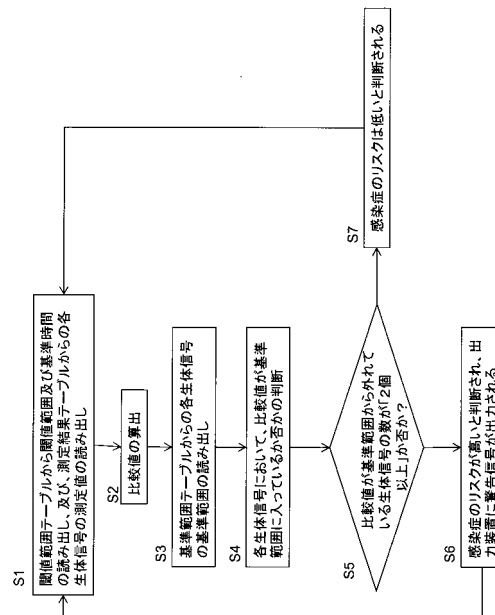 S1
閾値範囲テーブルから閾値範囲及び基準時間
の読み出し、及び、測定結果テーブルからの各
生体信号の測定値の読み出し
S2
比較値の算出
S3
基準範囲テーブルからの各生体信号
の基準範囲の読み出し
S4
各生体信号において、比較値が基準
範囲に入っているか否かの判断
S5
比較値が基準範囲から外れて
いる生体信号の数が「2個
以上」か否か？
S6
感染症のリスクが高いと判断され、出
力装置に警告信号が出力される
S7
感染症のリスクは低いと判断される